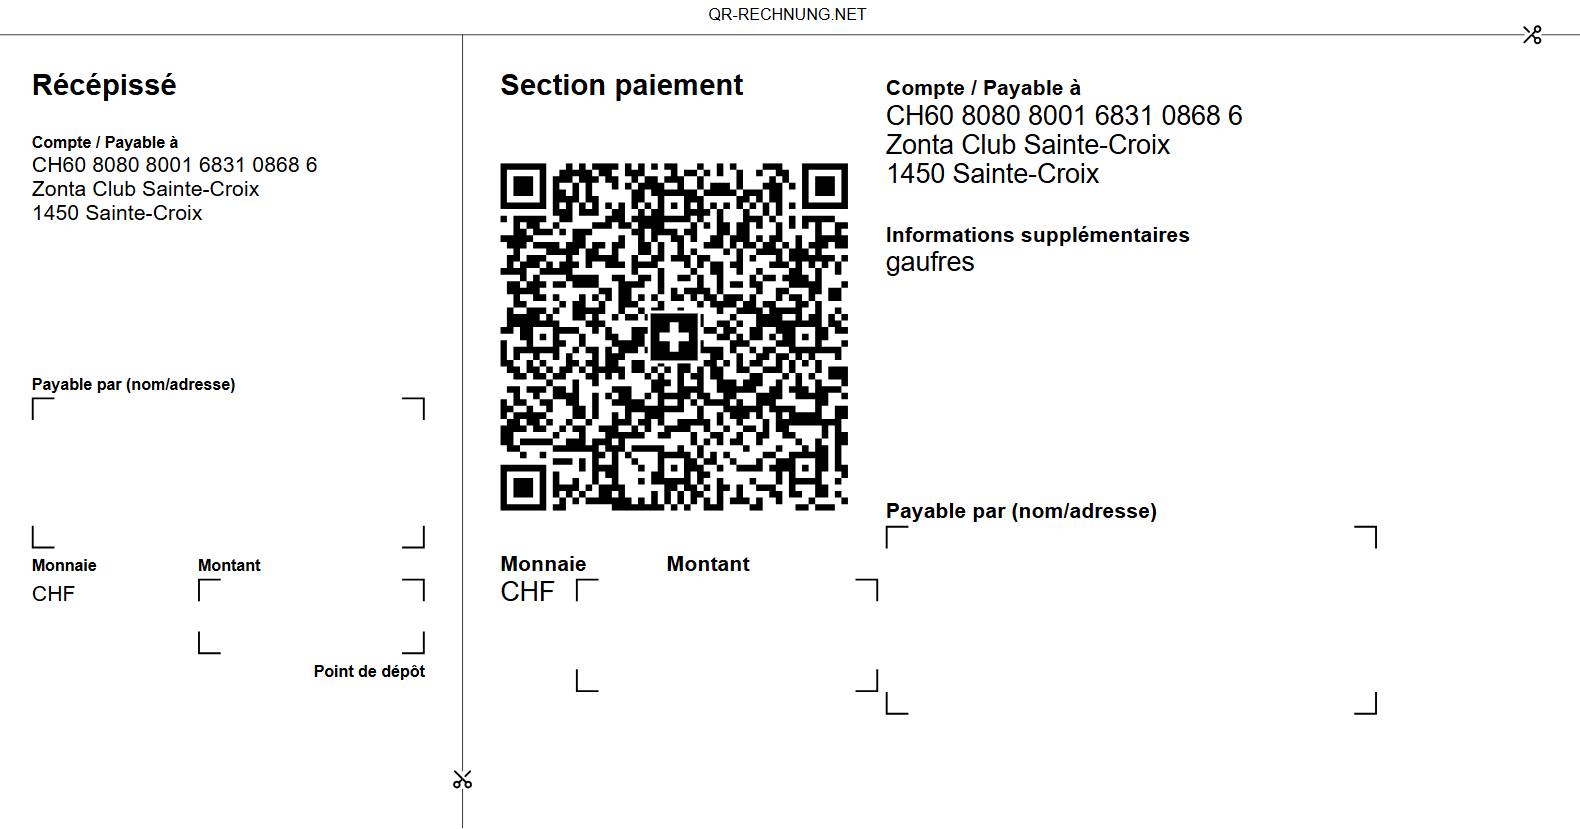 QR-RECHNUNG.NET
Récépissé
Compte / Payable à
CH60 8080 8001 6831 0868 6
Zonta Club Sainte-Croix
1450 Sainte-Croix
Payable par (nom/adresse)
Monnaie
Montant
CHF
Point de dépôt
Section paiement
Monnaie
Montant
CHF
Compte / Payable à
CH60 8080 8001 6831 0868 6
Zonta Club Sainte-Croix
1450 Sainte-Croix
Informations supplémentaires
gaufres
Payable par (nom/adresse)